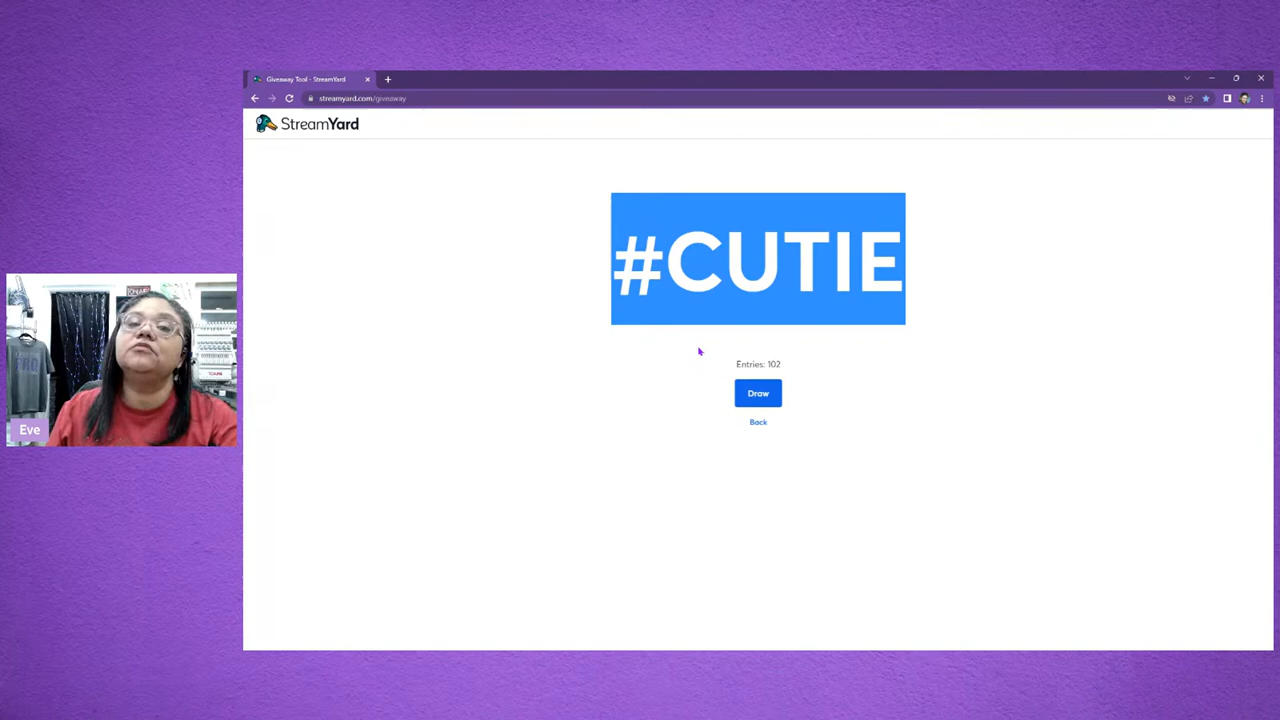 Giveaway Tool - StreamYard
streamyard.com/giveaway
StreamYard
#CUTIE
Entries: 102
Draw
Back
Eve